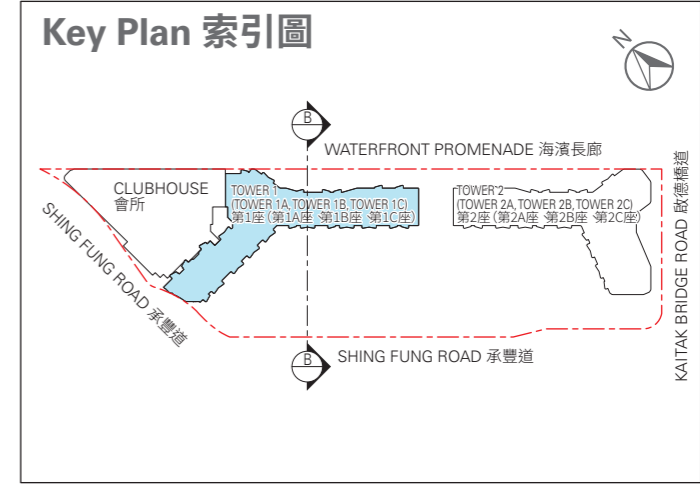 Key Plan 索引圖
N
B
WATERFRONT PROMENADE 海濱長廊
CLUBHOUSE
會所
TOWER 1
(TOWER 1A, TOWER 1B, TOWER 1C)
第1座 (第1A座、第1B座、第1C座)
TOWER 2
(TOWER 2A, TOWER 2B, TOWER 2C)
第2座 (第2A座、第2B座、第2C座)
SHING FUNG ROAD 承豐道
KAITAK BRIDGE ROAD 啟德橋道
B
SHING FUNG ROAD 承豐道